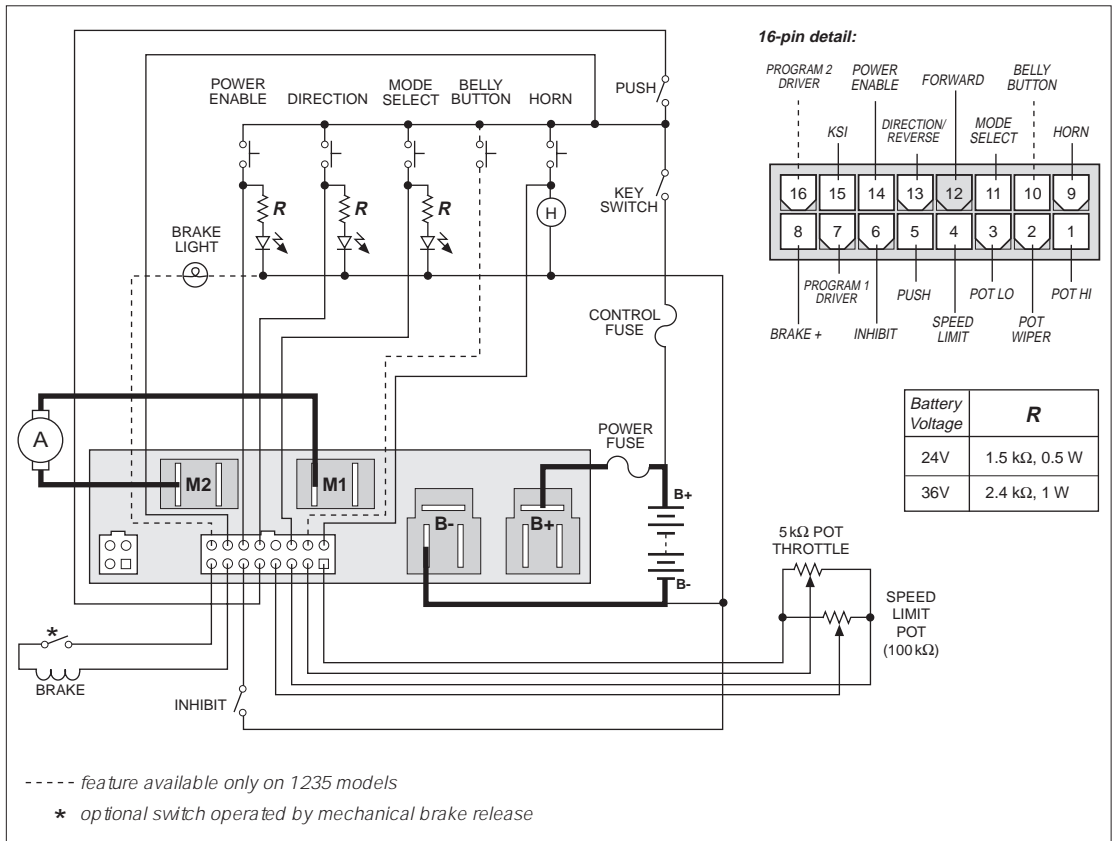 16-pin detail:
POWER
ENABLE
DIRECTION
MODE
SELECT
BELLY
BUTTON
HORN
PUSH
KEY
SWITCH
R
R
R
H
BRAKE
LIGHT
CONTROL
FUSE
POWER
FUSE
A
M2
M1
B-
B+
B+
B-
*
BRAKE
INHIBIT
5 kΩ POT
THROTTLE
SPEED
LIMIT
POT
(100 kΩ)
PROGRAM 2
DRIVER
KSI
POWER
ENABLE
DIRECTION/
REVERSE
FORWARD
MODE
SELECT
BELLY
BUTTON
HORN
16 15 14 13 12 11 10 9
8 7 6 5 4 3 2 1
BRAKE +
PROGRAM 1
DRIVER
INHIBIT
PUSH
SPEED
LIMIT
POT LO
POT
WIPER
POT HI
Battery
Voltage
R
24V 1.5 kΩ, 0.5 W
36V 2.4 kΩ, 1 W
----- feature available only on 1235 models
* optional switch operated by mechanical brake release